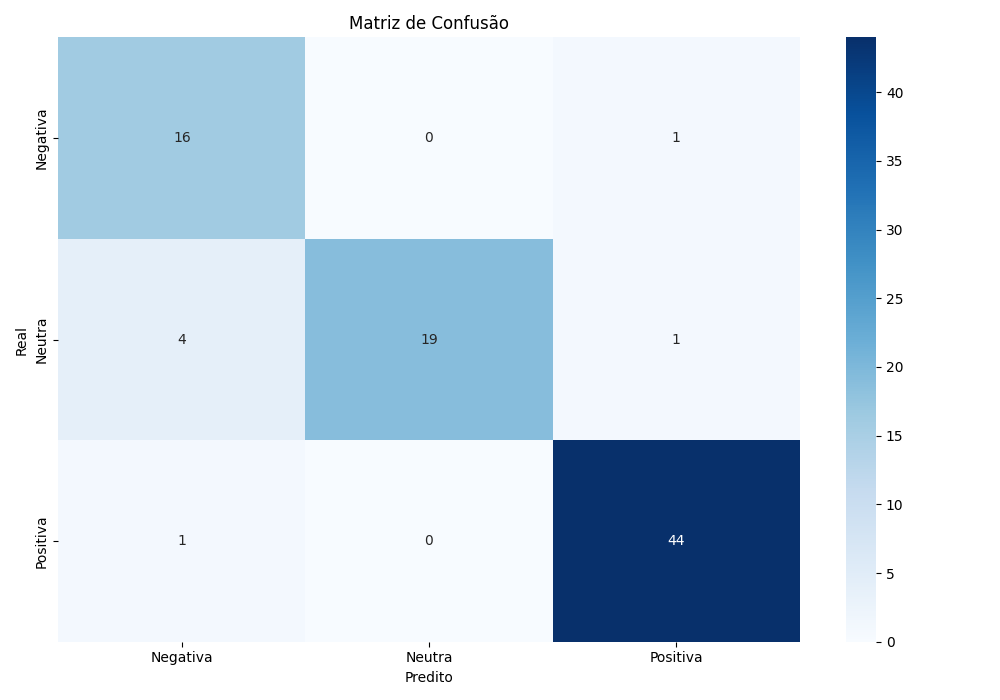 Matriz de Confusão
Real
Negativa
16
0
1
Neutra
4
19
1
Positiva
1
0
44
Negativa
Neutra
Positiva
Predito
40
35
30
25
20
15
10
5
0